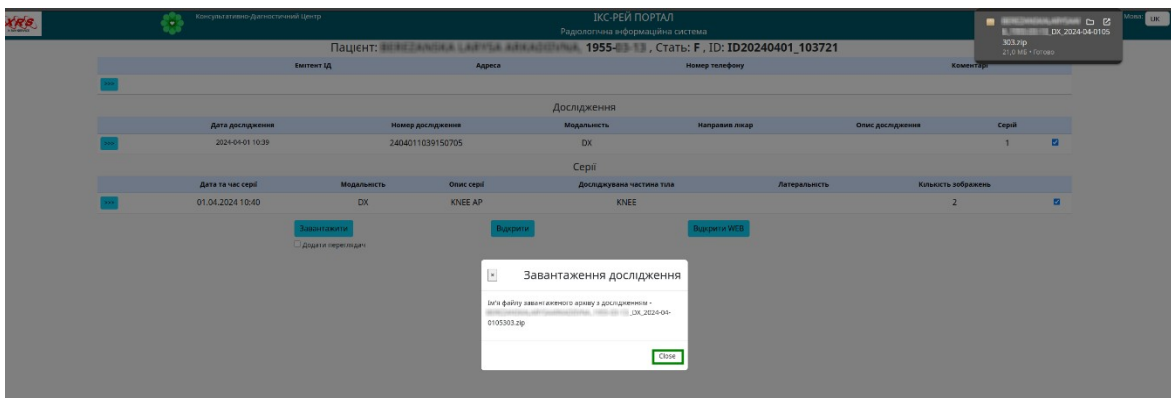 XRS
Консультативно-Діагностичний Центр
ІКС-РЕЙ ПОРТАЛ
Радіологічна інформаційна система
Мова: UK
_DX_2024-04-0105
303.zip
21,0 МБ • Готово
Пацієнт: 1955- , Стать: F , ID: ID20240401_103721
Емітент ІД Адреса Номер телефону Коментарі
>>>
Дослідження
Дата дослідження Номер дослідження Модальність Направив лікар Опис дослідження Серій
>>> 2024-04-01 10:39 2404011039150705 DX 1
Серії
Дата та час серії Модальність Опис серії Досліджувана частина тіла Латеральність Кількість зображень
>>> 01.04.2024 10:40 DX KNEE AP KNEE 2
Завантажити Відкрити Відкрити WEB
Додати переглядач
× Завантаження дослідження
Ім'я файлу завантаженого архіву з дослідженням -
_DX_2024-04-
0105303.zip
Close